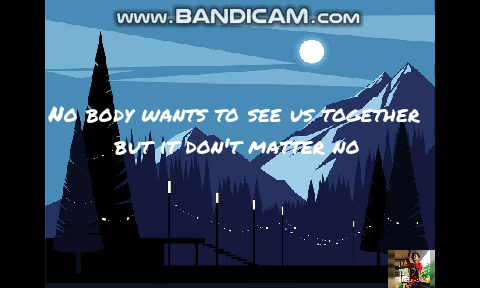 www.BANDICAM.com
No body wants to see us together
but it don't matter no